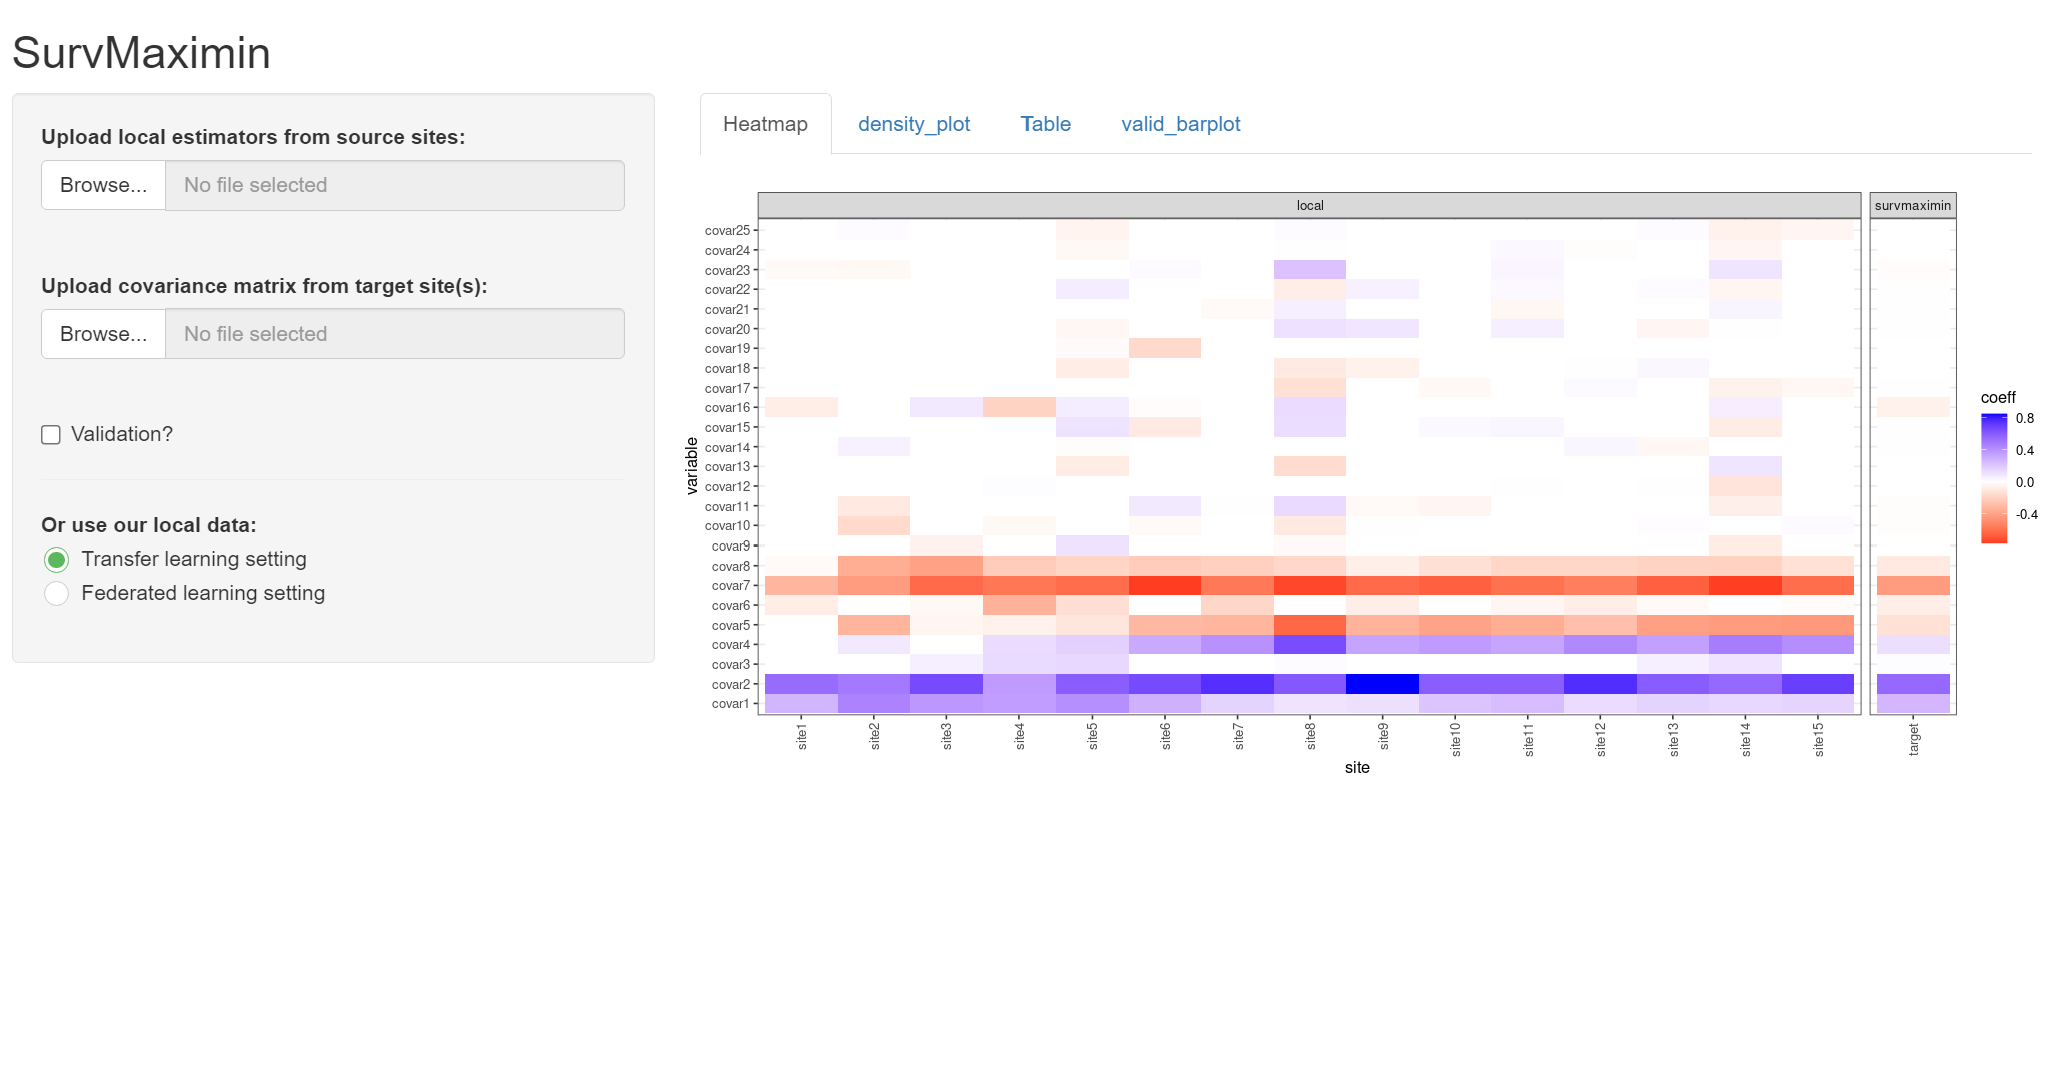 SurvMaximin
Upload local estimators from source sites:
Browse... No file selected
Upload covariance matrix from target site(s):
Browse... No file selected
Validation?
Or use our local data:
Transfer learning setting
Federated learning setting
Heatmap density_plot Table valid_barplot
local survmaximin
covar25
covar24
covar23
covar22
covar21
covar20
covar19
covar18
covar17
covar16
covar15
covar14
covar13
covar12
covar11
covar10
covar9
covar8
covar7
covar6
covar5
covar4
covar3
covar2
covar1
variable
site1 site2 site3 site4 site5 site6 site7 site8 site9 site10 site11 site12 site13 site14 site15 target
site
coeff
0.8
0.4
0.0
-0.4